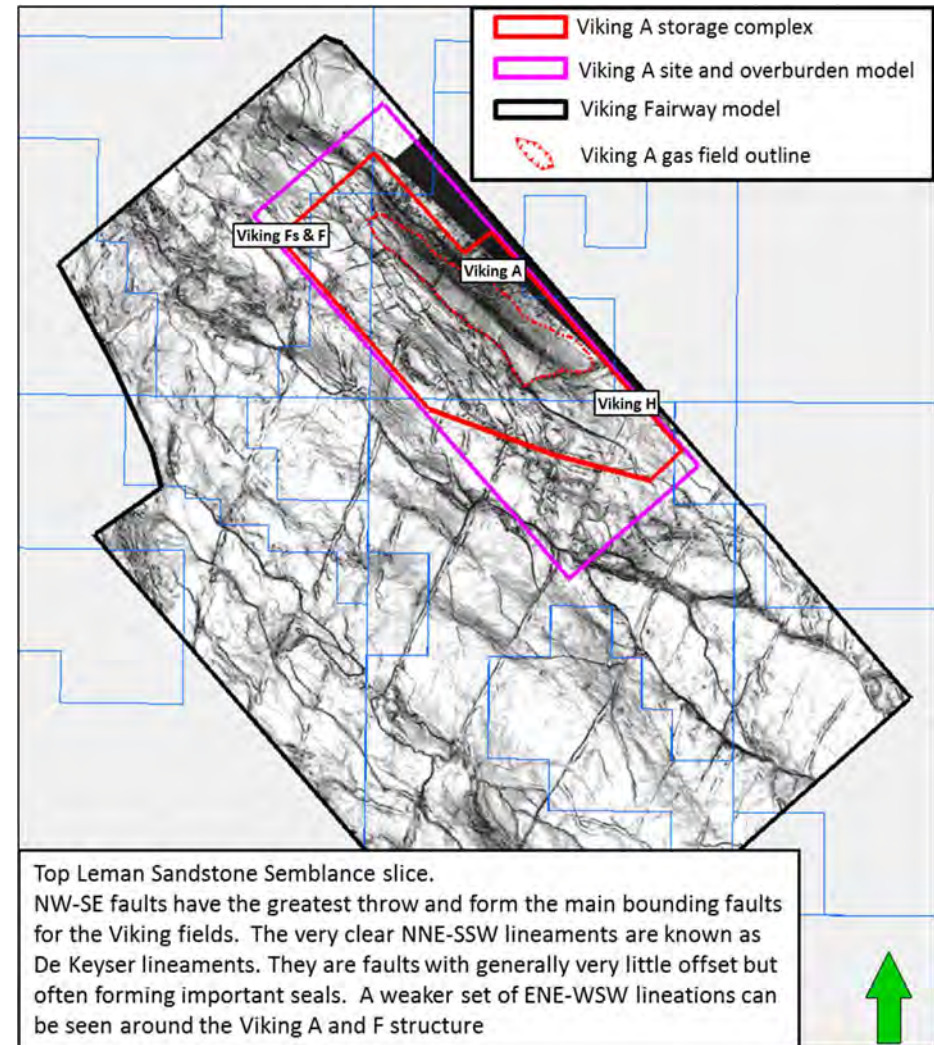 Viking A storage complex
Viking A site and overburden model
Viking Fairway model
Viking A gas field outline
Viking Fs & F
Viking A
Viking H
Top Leman Sandstone Semblance slice.
NW-SE faults have the greatest throw and form the main bounding faults
for the Viking fields. The very clear NNE-SSW lineaments are known as
De Keyser lineaments. They are faults with generally very little offset but
often forming important seals. A weaker set of ENE-WSW lineations can
be seen around the Viking A and F structure